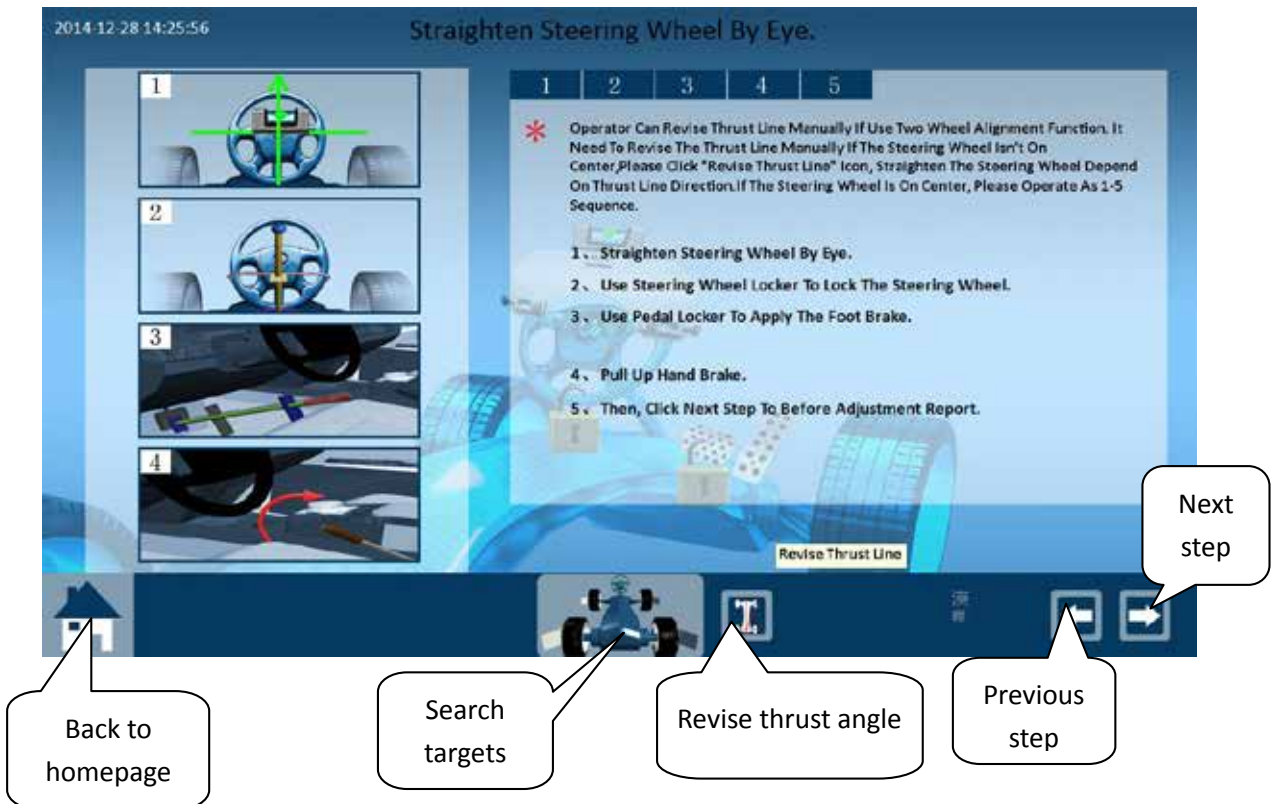 2014-12-28 14:25:56
Straighten Steering Wheel By Eye.
1
2
3
4
1 2 3 4 5
* Operator Can Revise Thrust Line Manually If Use Two Wheel Alignment Function. It
Need To Revise The Thrust Line Manually If The Steering Wheel Isn't On
Center,Please Click "Revise Thrust Line" Icon, Straighten The Steering Wheel Depend
On Thrust Line Direction.If The Steering Wheel Is On Center, Please Operate As 1-5
Sequence.
1、Straighten Steering Wheel By Eye.
2、Use Steering Wheel Locker To Lock The Steering Wheel.
3、Use Pedal Locker To Apply The Foot Brake.
4、Pull Up Hand Brake.
5、Then, Click Next Step To Before Adjustment Report.
Revise Thrust Line
Next
step
Back to
homepage
Search
targets
Revise thrust angle
Previous
step